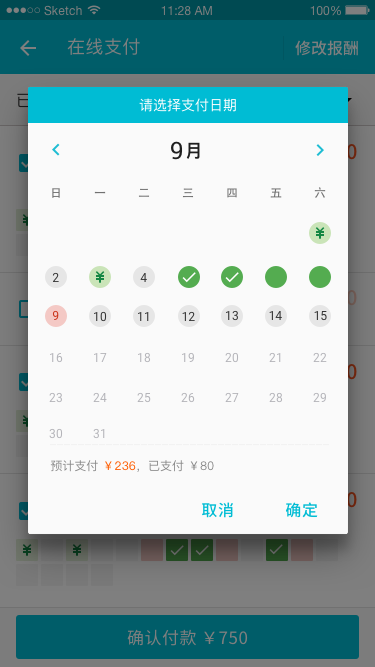 Sketch 11:28 AM 100%
在线支付 修改报酬
已
请选择支付日期
9月
日 一 二 三 四 五 六
¥
2 ¥ 4
9 10 11 12 13 14 15
16 17 18 19 20 21 22
23 24 25 26 27 28 29
30 31
预计支付 ¥236，已支付 ¥80
取消 确定
¥ ¥
确认付款 ¥750